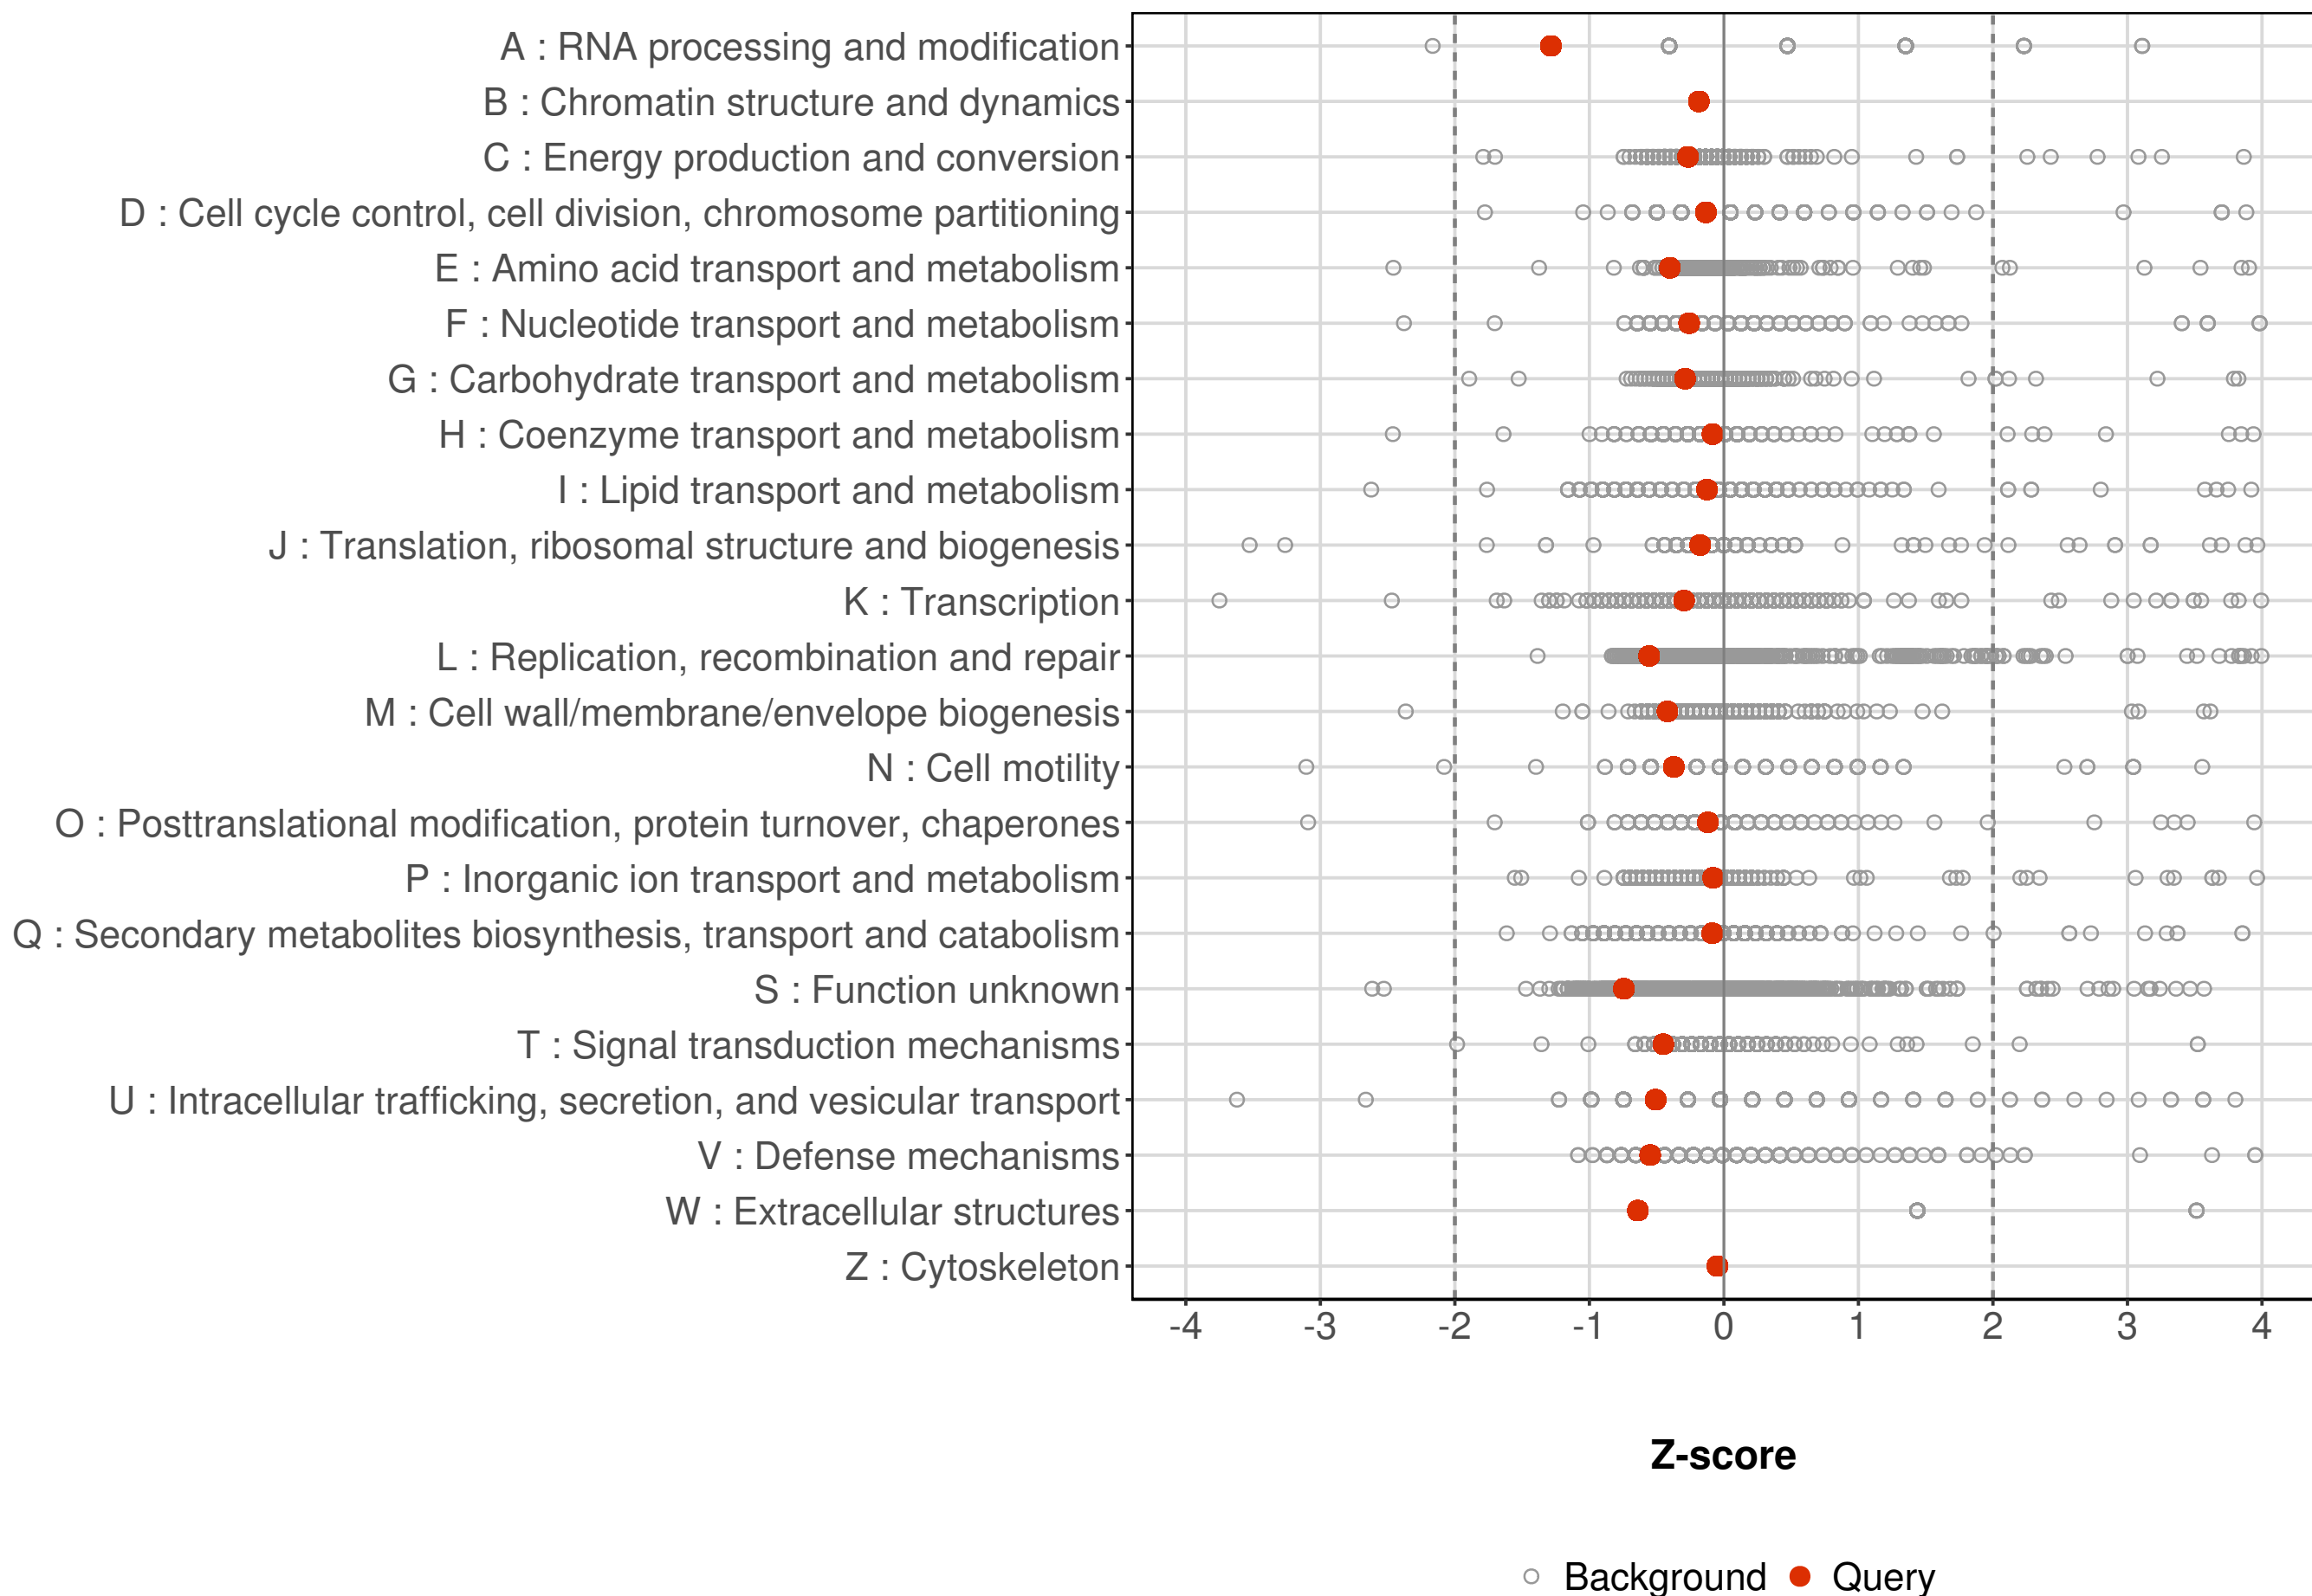 A : RNA processing and modification
B : Chromatin structure and dynamics
C : Energy production and conversion
D : Cell cycle control, cell division, chromosome partitioning
E : Amino acid transport and metabolism
F : Nucleotide transport and metabolism
G : Carbohydrate transport and metabolism
H : Coenzyme transport and metabolism
I : Lipid transport and metabolism
J : Translation, ribosomal structure and biogenesis
K : Transcription
L : Replication, recombination and repair
M : Cell wall/membrane/envelope biogenesis
N : Cell motility
O : Posttranslational modification, protein turnover, chaperones
P : Inorganic ion transport and metabolism
Q : Secondary metabolites biosynthesis, transport and catabolism
S : Function unknown
T : Signal transduction mechanisms
U : Intracellular trafficking, secretion, and vesicular transport
V : Defense mechanisms
W : Extracellular structures
Z : Cytoskeleton
-4 -3 -2 -1 0 1 2 3 4
Z-score
Background Query